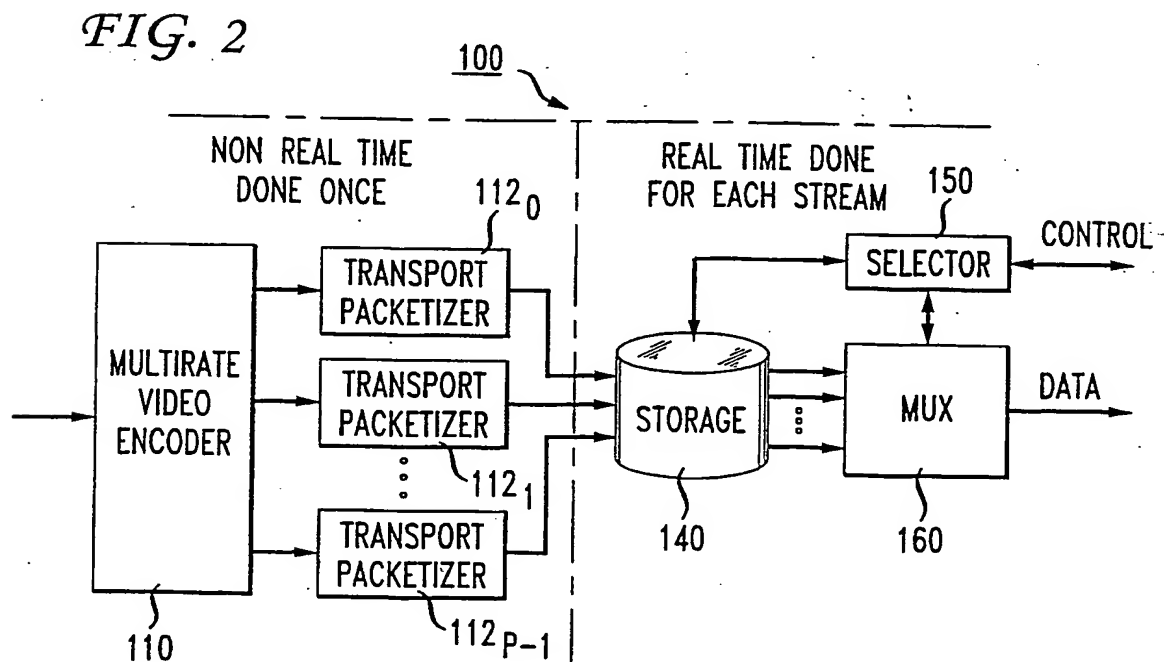 FIG. 2
100
NON REAL TIME
DONE ONCE
REAL TIME DONE
FOR EACH STREAM
112 0
150
CONTROL
SELECTOR
TRANSPORT
PACKETIZER
MULTIRATE
VIDEO
ENCODER
TRANSPORT
PACKETIZER
STORAGE
MUX
DATA
112 1
140
160
TRANSPORT
PACKETIZER
110
112 P-1